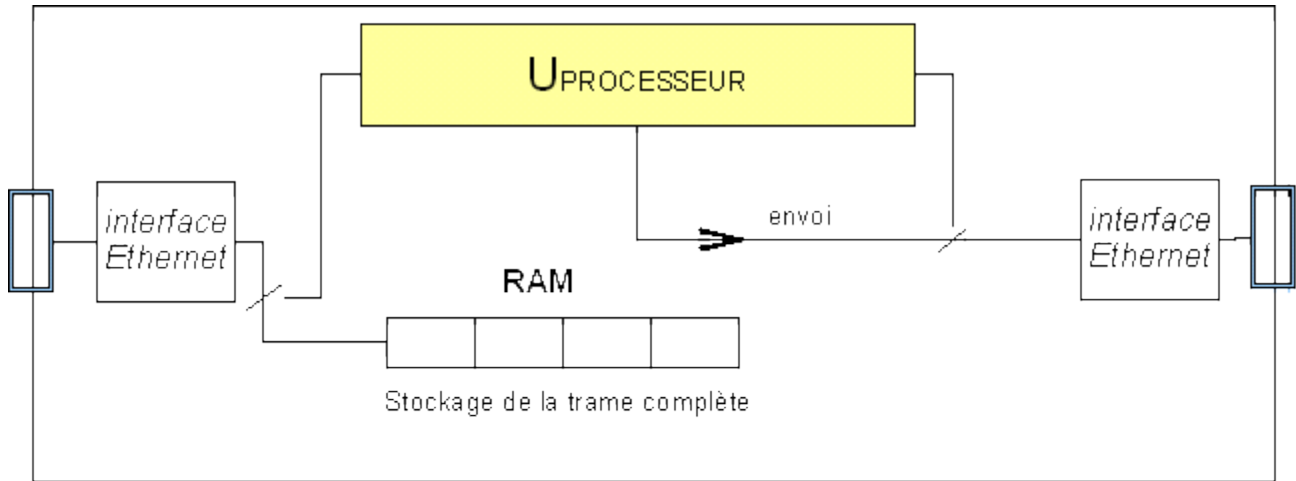 UPROCESSEUR
interface
Ethernet
envoi
interface
Ethernet
RAM
Stockage de la trame complète